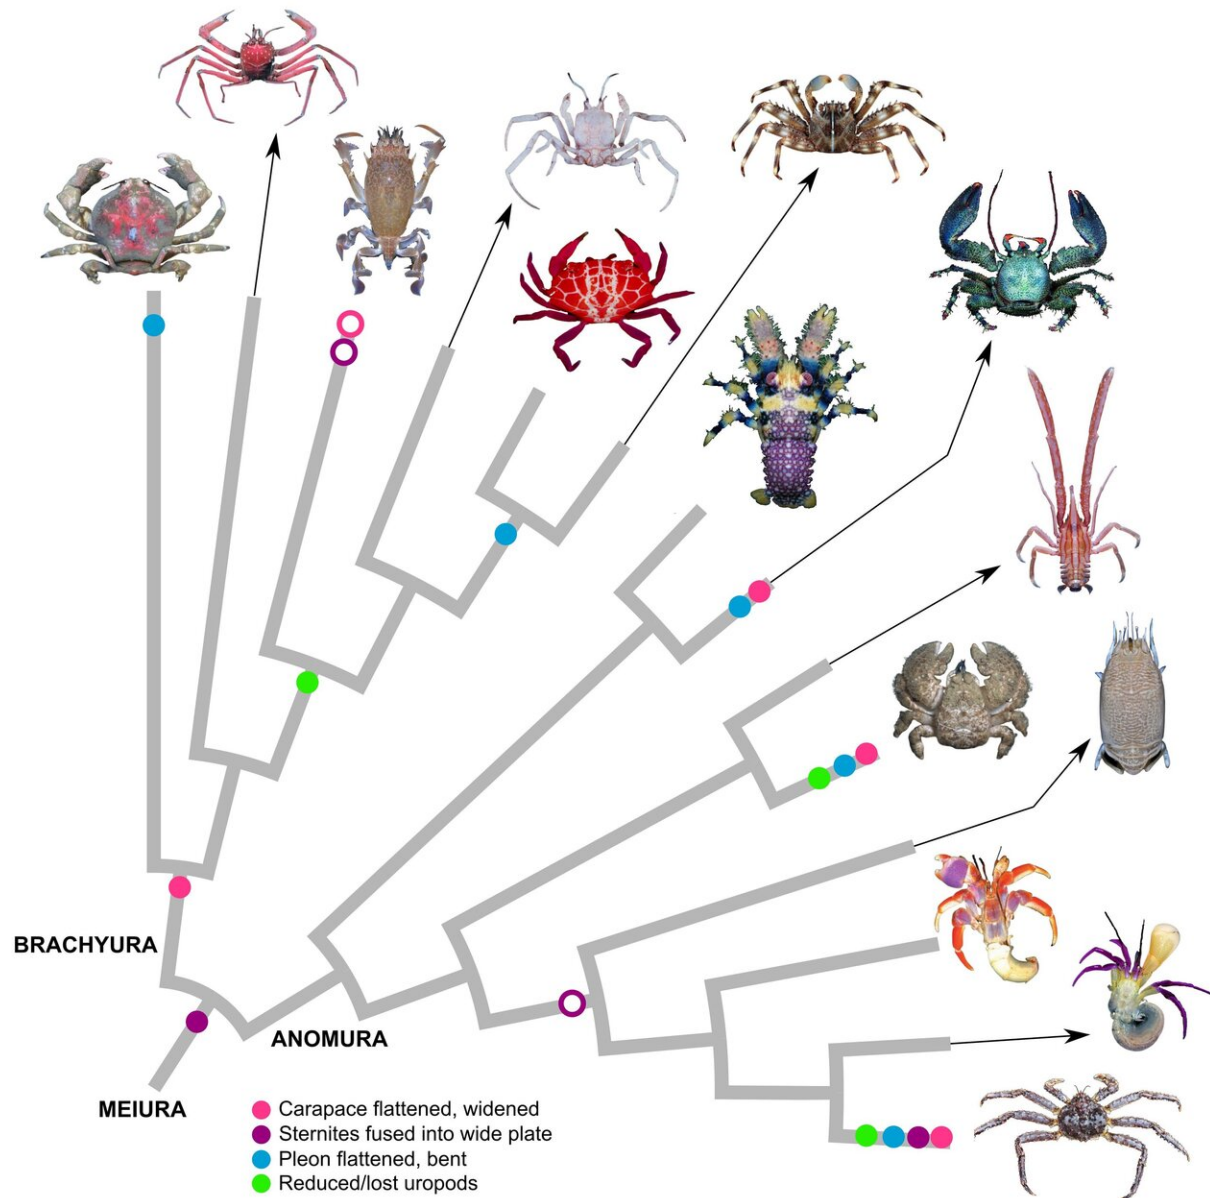 BRACHYURA
ANOMURA
MEIURA
Carapace flattened, widened
Sternites fused into wide plate
Pleon flattened, bent
Reduced/lost uropods